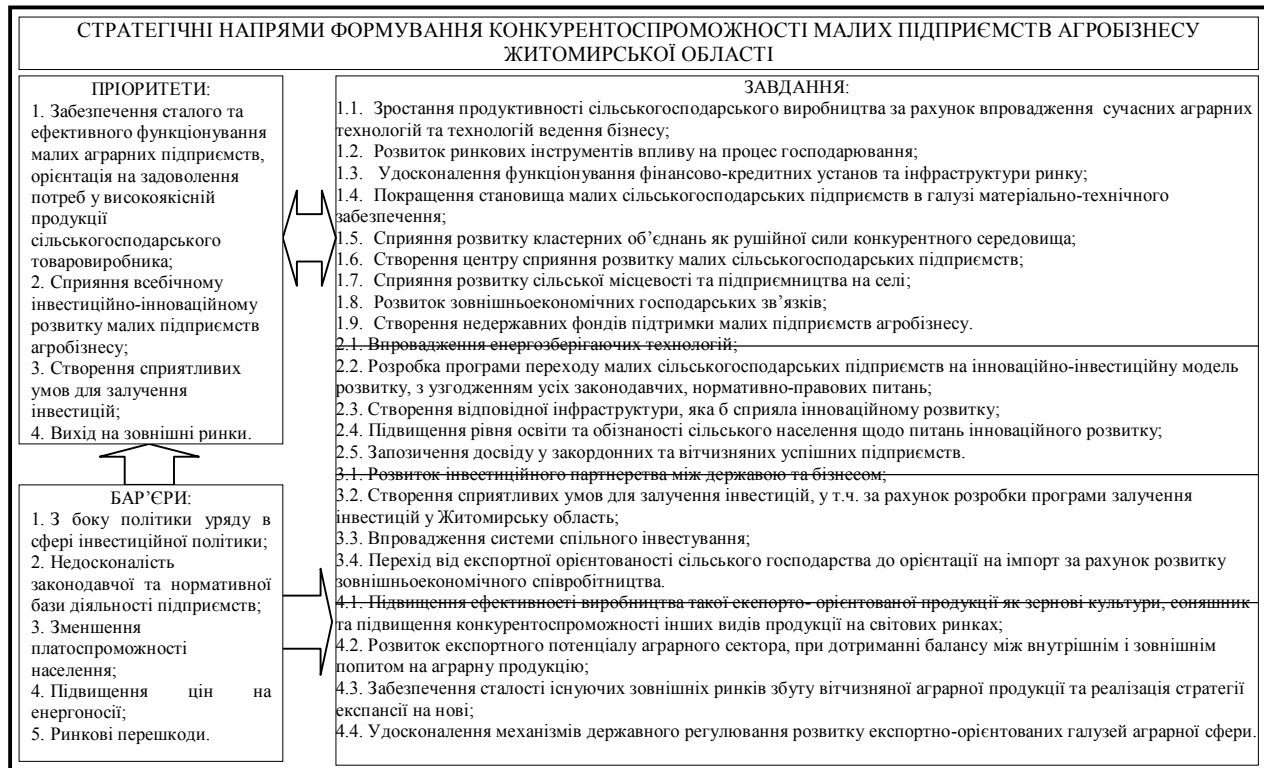 СТРАТЕГІЧНІ НАПРЯМИ ФОРМУВАННЯ КОНКУРЕНТОСПРОМОЖНОСТІ МАЛИХ ПІДПРИЄМСТВ АГРОБІЗНЕСУ
ЖИТОМИРСЬКОЇ ОБЛАСТІ
ПРІОРИТЕТИ:
1. Забезпечення сталого та
ефективного функціонування
малих аграрних підприємств,
орієнтація на задоволення
потреб у високоякісній
продукції
сільськогосподарського
товаровиробника;
2. Сприяння всебічному
інвестиційно-інноваційному
розвитку малих підприємств
агробізнесу;
3. Створення сприятливих
умов для залучення
інвестицій;
4. Вихід на зовнішні ринки.
БАР’ЄРИ:
1. З боку політики уряду в
сфері інвестиційної політики;
2. Недосконалість
законодавчої та нормативної
бази діяльності підприємств;
3. Зменшення
платоспроможності
населення;
4. Підвищення цін на
енергоносії;
5. Ринкові перешкоди.
ЗАВДАННЯ:
1.1. Зростання продуктивності сільськогосподарського виробництва за рахунок впровадження сучасних аграрних
технологій та технологій ведення бізнесу;
1.2. Розвиток ринкових інструментів впливу на процес господарювання;
1.3. Удосконалення функціонування фінансово-кредитних установ та інфраструктури ринку;
1.4. Покращення становища малих сільськогосподарських підприємств в галузі матеріально-технічного
забезпечення;
1.5. Сприяння розвитку кластерних об’єднань як рушійної сили конкурентного середовища;
1.6. Створення центру сприяння розвитку малих сільськогосподарських підприємств;
1.7. Сприяння розвитку сільської місцевості та підприємництва на селі;
1.8. Розвиток зовнішньоекономічних господарських зв’язків;
1.9. Створення недержавних фондів підтримки малих підприємств агробізнесу.
2.1. Впровадження енергозберігаючих технологій;
2.2. Розробка програми переходу малих сільськогосподарських підприємств на інноваційно-інвестиційну модель
розвитку, з узгодженням усіх законодавчих, нормативно-правових питань;
2.3. Створення відповідної інфраструктури, яка б сприяла інноваційному розвитку;
2.4. Підвищення рівня освіти та обізнаності сільського населення щодо питань інноваційного розвитку;
2.5. Запозичення досвіду у закордонних та вітчизняних успішних підприємств.
3.1. Розвиток інвестиційного партнерства між державою та бізнесом;
3.2. Створення сприятливих умов для залучення інвестицій, у т.ч. за рахунок розробки програми залучення
інвестицій у Житомирську область;
3.3. Впровадження системи спільного інвестування;
3.4. Перехід від експортної орієнтованості сільського господарства до орієнтації на імпорт за рахунок розвитку
зовнішньоекономічного співробітництва.
4.1. Підвищення ефективності виробництва такої експорто- орієнтованої продукції як зернові культури, соняшник
та підвищення конкурентоспроможності інших видів продукції на світових ринках;
4.2. Розвиток експортного потенціалу аграрного сектора, при дотриманні балансу між внутрішнім і зовнішнім
попитом на аграрну продукцію;
4.3. Забезпечення сталості існуючих зовнішніх ринків збуту вітчизняної аграрної продукції та реалізація стратегії
експансії на нові;
4.4. Удосконалення механізмів державного регулювання розвитку експортно-орієнтованих галузей аграрної сфери.